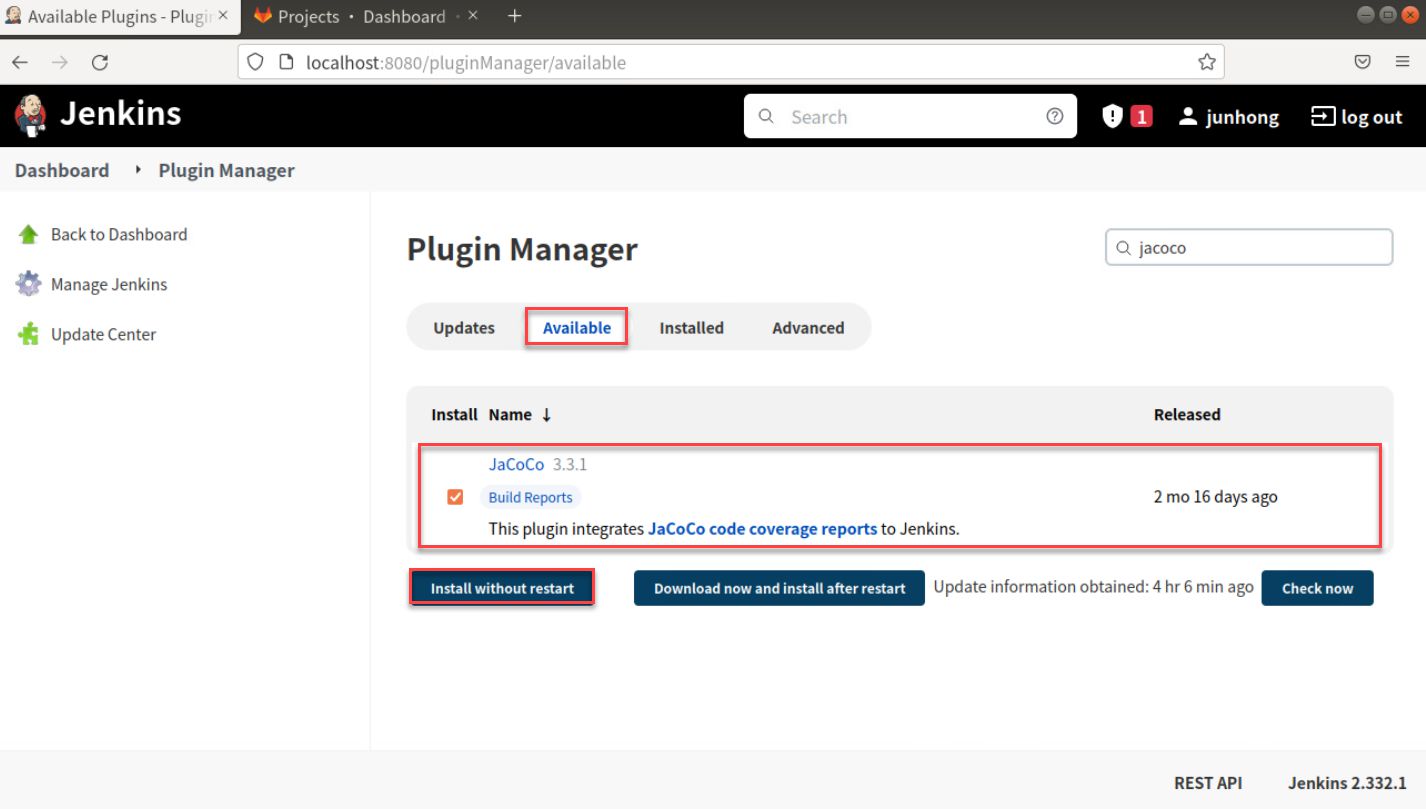 Available Plugins - Plugin
Projects · Dashboard ·
localhost:8080/pluginManager/available
Jenkins
Search
1
junhong
log out
Dashboard
Plugin Manager
Back to Dashboard
Manage Jenkins
Update Center
Plugin Manager
jacoco
Updates
Available
Installed
Advanced
Install Name ↓ Released
JaCoCo 3.3.1
Build Reports
2 mo 16 days ago
This plugin integrates JaCoCo code coverage reports to Jenkins.
Install without restart
Download now and install after restart
Update information obtained: 4 hr 6 min ago
Check now
REST API
Jenkins 2.332.1